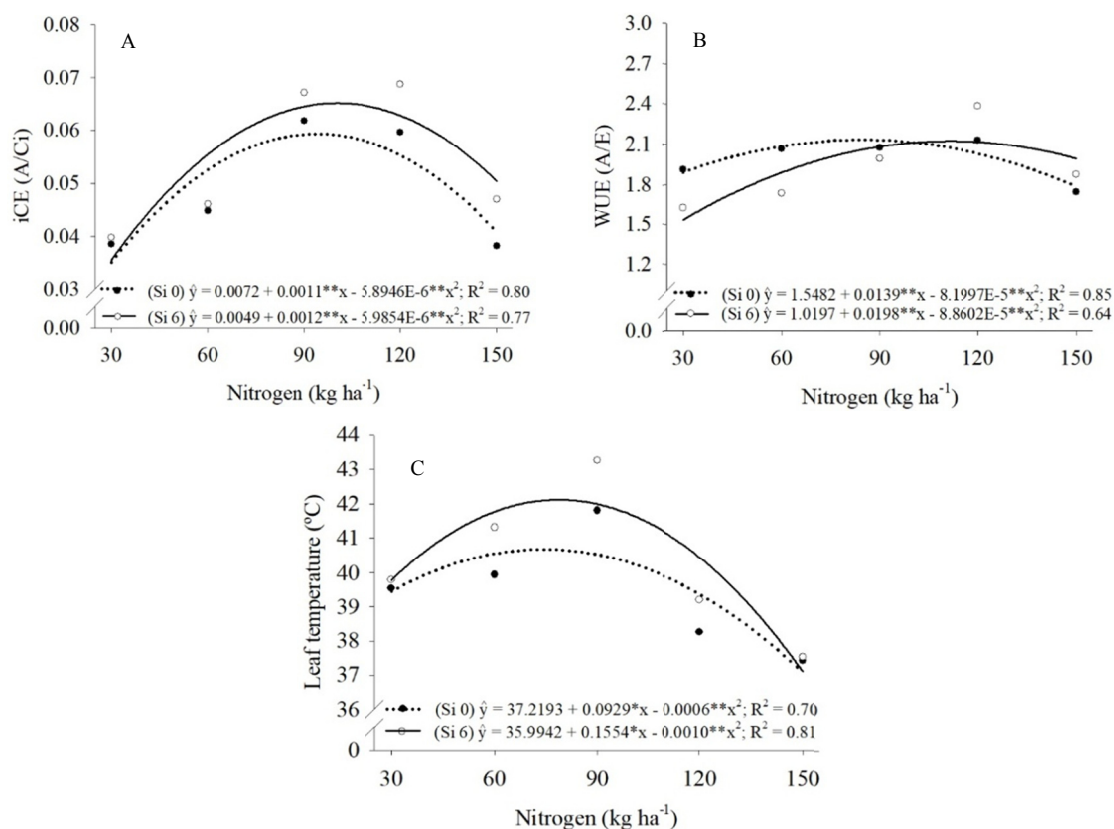 A
iCE (A/Ci)
0.08
0.07
0.06
0.05
0.04
0.03
0.00
(Si 0) ŷ = 0.0072 + 0.0011**x - 5.8946E-6**x²; R² = 0.80
(Si 6) ŷ = 0.0049 + 0.0012**x - 5.9854E-6**x²; R² = 0.77
30 60 90 120 150
Nitrogen (kg ha⁻¹)
B
WUE (A/E)
3.0
2.7
2.4
2.1
1.8
1.5
1.2
0.0
(Si 0) ŷ = 1.5482 + 0.0139**x - 8.1997E-5**x²; R² = 0.85
(Si 6) ŷ = 1.0197 + 0.0198**x - 8.8602E-5**x²; R² = 0.64
30 60 90 120 150
Nitrogen (kg ha⁻¹)
C
Leaf temperature (ºC)
44
43
42
41
40
39
38
37
36
0
(Si 0) ŷ = 37.2193 + 0.0929*x - 0.0006**x²; R² = 0.70
(Si 6) ŷ = 35.9942 + 0.1554*x - 0.0010**x²; R² = 0.81
30 60 90 120 150
Nitrogen (kg ha⁻¹)